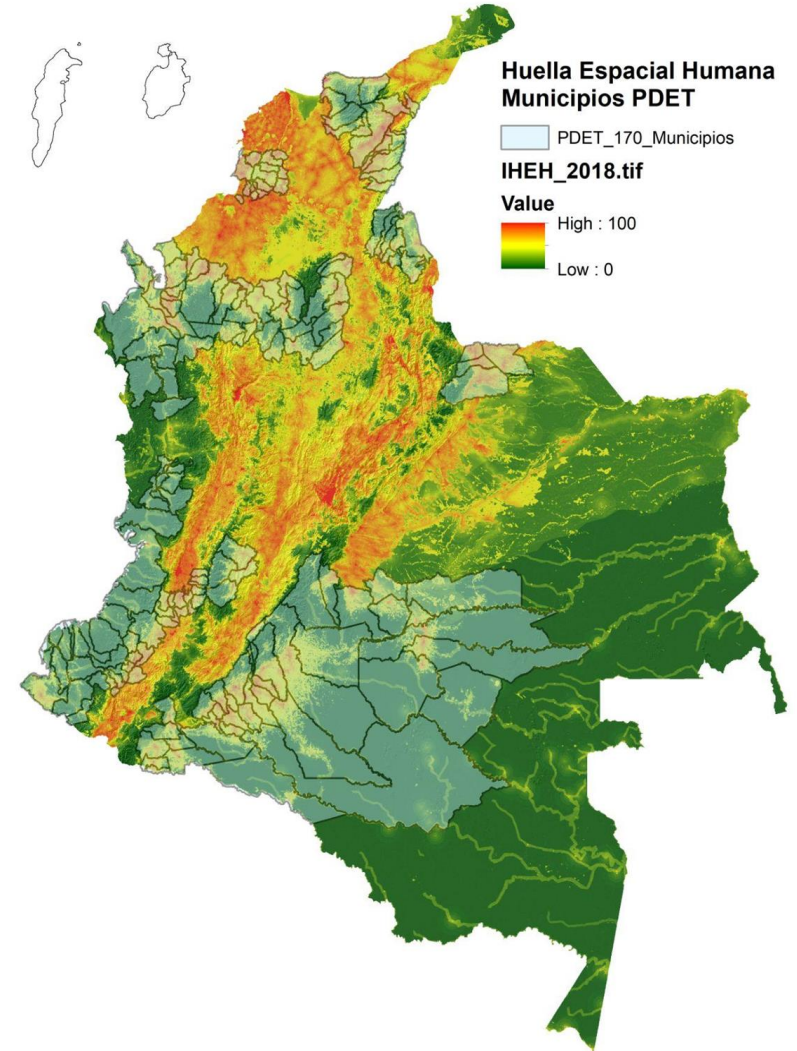 Huella Espacial Humana
Municipios PDET
PDET_170_Municipios
IHEH_2018.tif
Value
High : 100
Low : 0